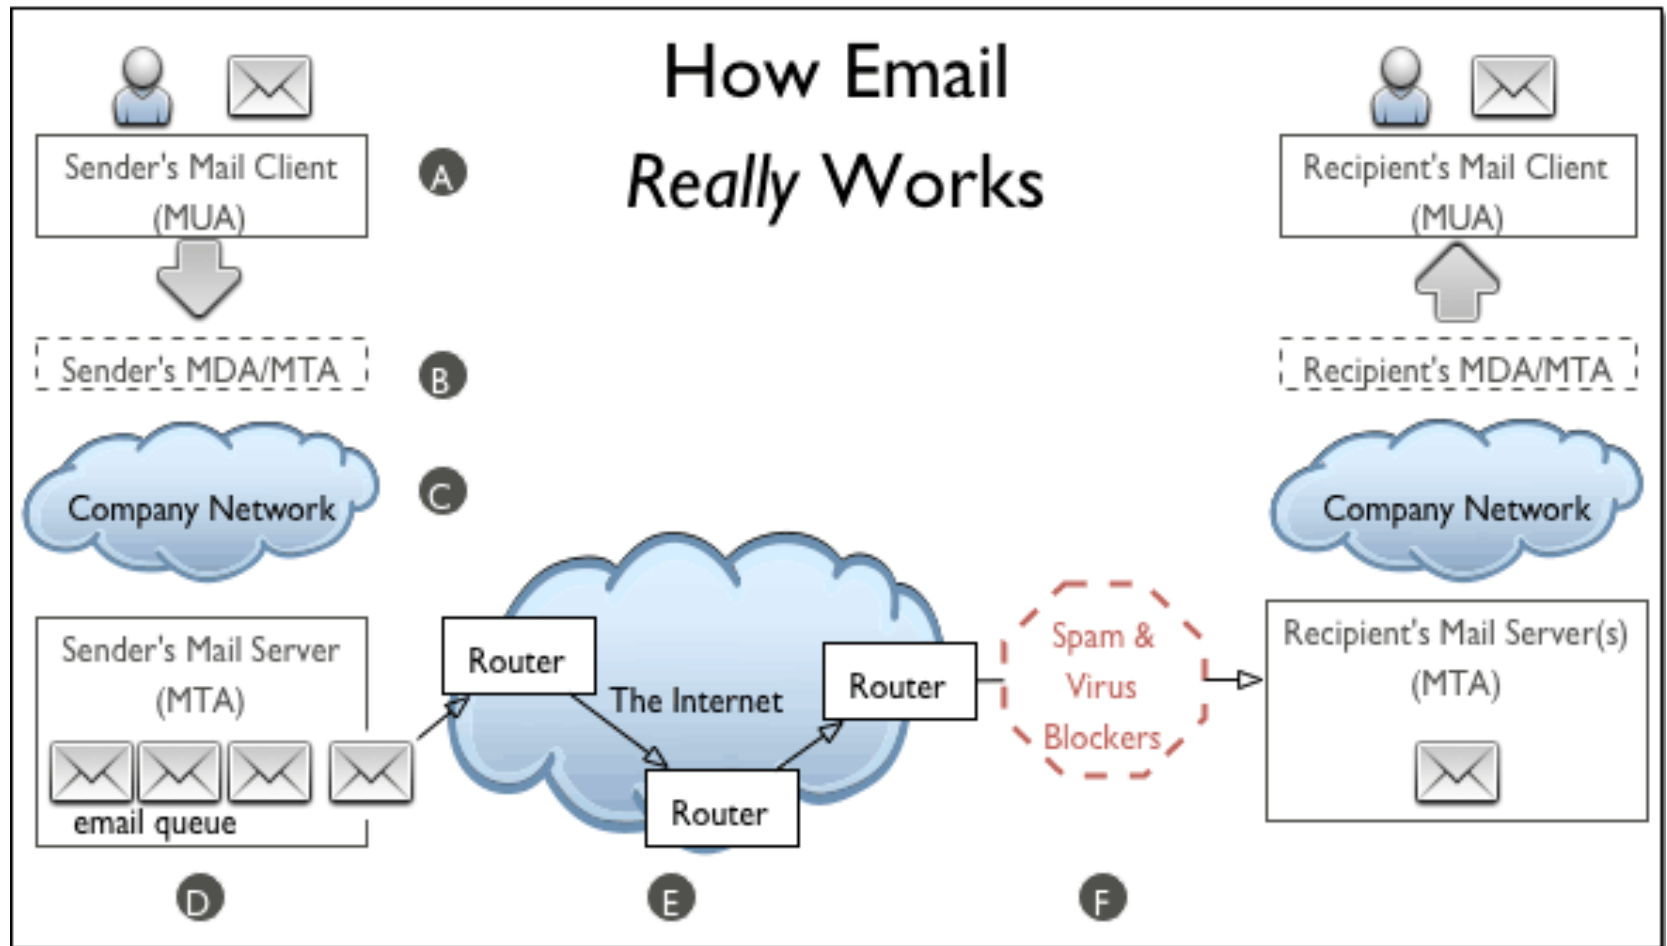 How Email
Really Works
Sender's Mail Client
(MUA)
A
Recipient's Mail Client
(MUA)
Sender's MDA/MTA
B
Recipient's MDA/MTA
Company Network
C
Company Network
Sender's Mail Server
(MTA)
email queue
Router
The Internet
Router
Router
Spam &
Virus
Blockers
Recipient's Mail Server(s)
(MTA)
D
E
F